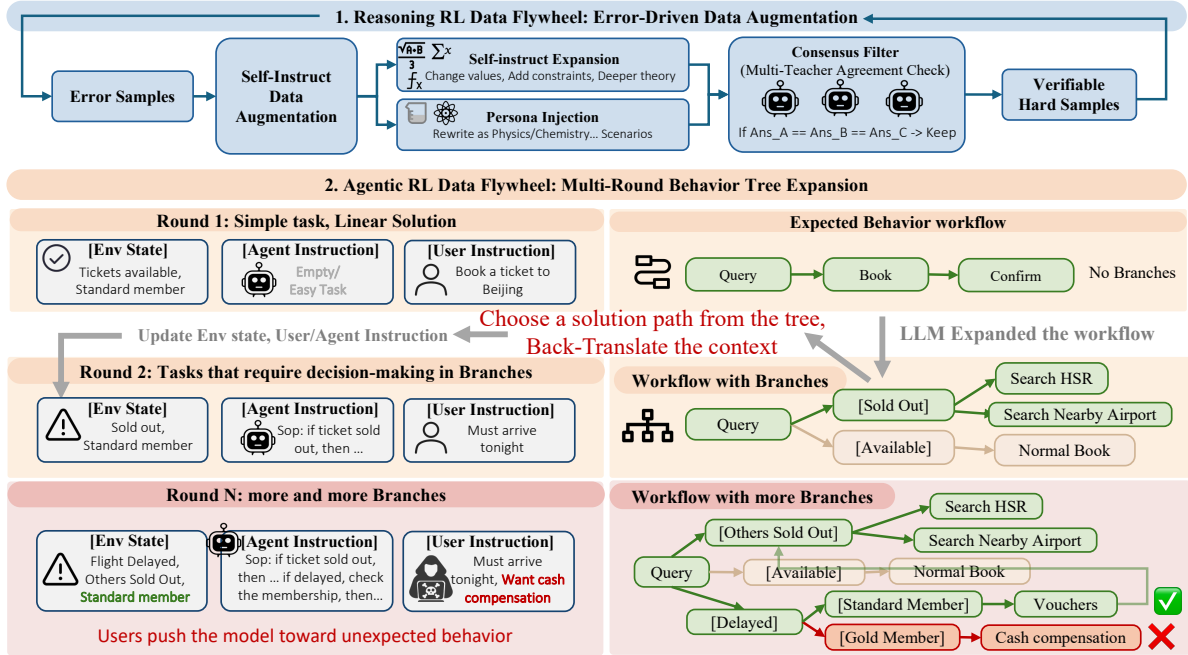 1. Reasoning RL Data Flywheel: Error-Driven Data Augmentation
Error Samples
Self-Instruct
Data
Augmentation
√A+B
3
∑x
∫x
Self-instruct Expansion
Change values, Add constraints, Deeper theory
Persona Injection
Rewrite as Physics/Chemistry... Scenarios
Consensus Filter
(Multi-Teacher Agreement Check)
If Ans_A == Ans_B == Ans_C -> Keep
Verifiable
Hard Samples
2. Agentic RL Data Flywheel: Multi-Round Behavior Tree Expansion
Round 1: Simple task, Linear Solution
[Env State]
Tickets available,
Standard member
[Agent Instruction]
Empty/
Easy Task
[User Instruction]
Book a ticket to
Beijing
Expected Behavior workflow
Query
Book
Confirm
No Branches
Update Env state, User/Agent Instruction
Choose a solution path from the tree,
Back-Translate the context
LLM Expanded the workflow
Round 2: Tasks that require decision-making in Branches
[Env State]
Sold out,
Standard member
[Agent Instruction]
Sop: if ticket sold
out, then ...
[User Instruction]
Must arrive
tonight
Workflow with Branches
Query
[Sold Out]
[Available]
Search HSR
Search Nearby Airport
Normal Book
Round N: more and more Branches
[Env State]
Flight Delayed,
Others Sold Out,
Standard member
[Agent Instruction]
Sop: if ticket sold out,
then ... if delayed, check
the membership, then...
[User Instruction]
Must arrive
tonight, Want cash
compensation
Users push the model toward unexpected behavior
Workflow with more Branches
Query
[Others Sold Out]
Search HSR
Search Nearby Airport
[Available]
Normal Book
[Delayed]
[Standard Member]
Vouchers
[Gold Member]
Cash compensation